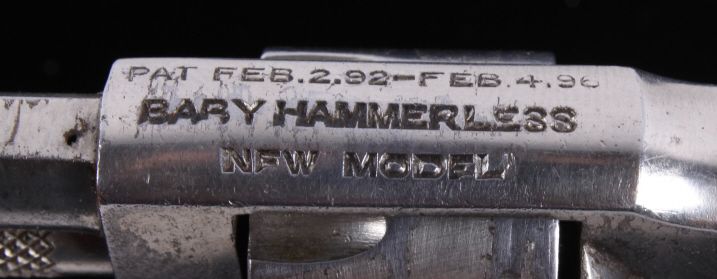 PAT FEB.2.92-FEB.4.96
BABY HAMMERLESS
NEW MODEL